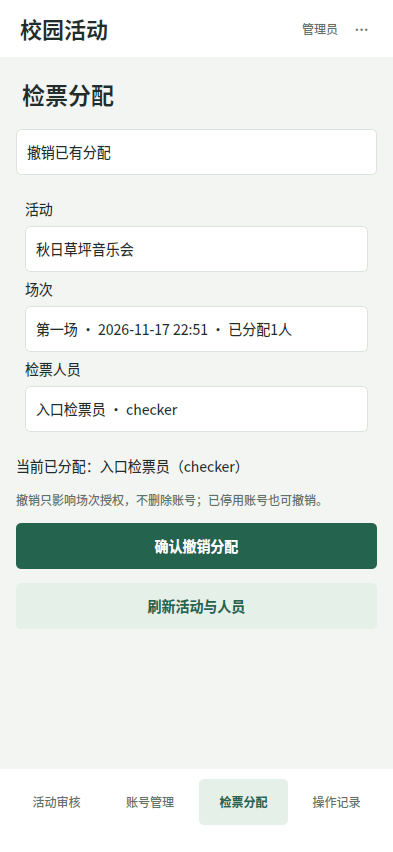 校园活动
管理员 ···
检票分配
撤销已有分配
活动
秋日草坪音乐会
场次
第一场 · 2026-11-17 22:51 · 已分配1人
检票人员
入口检票员 · checker
当前已分配：入口检票员（checker）
撤销只影响场次授权，不删除账号；已停用账号也可撤销。
确认撤销分配
刷新活动与人员
活动审核 账号管理 检票分配 操作记录